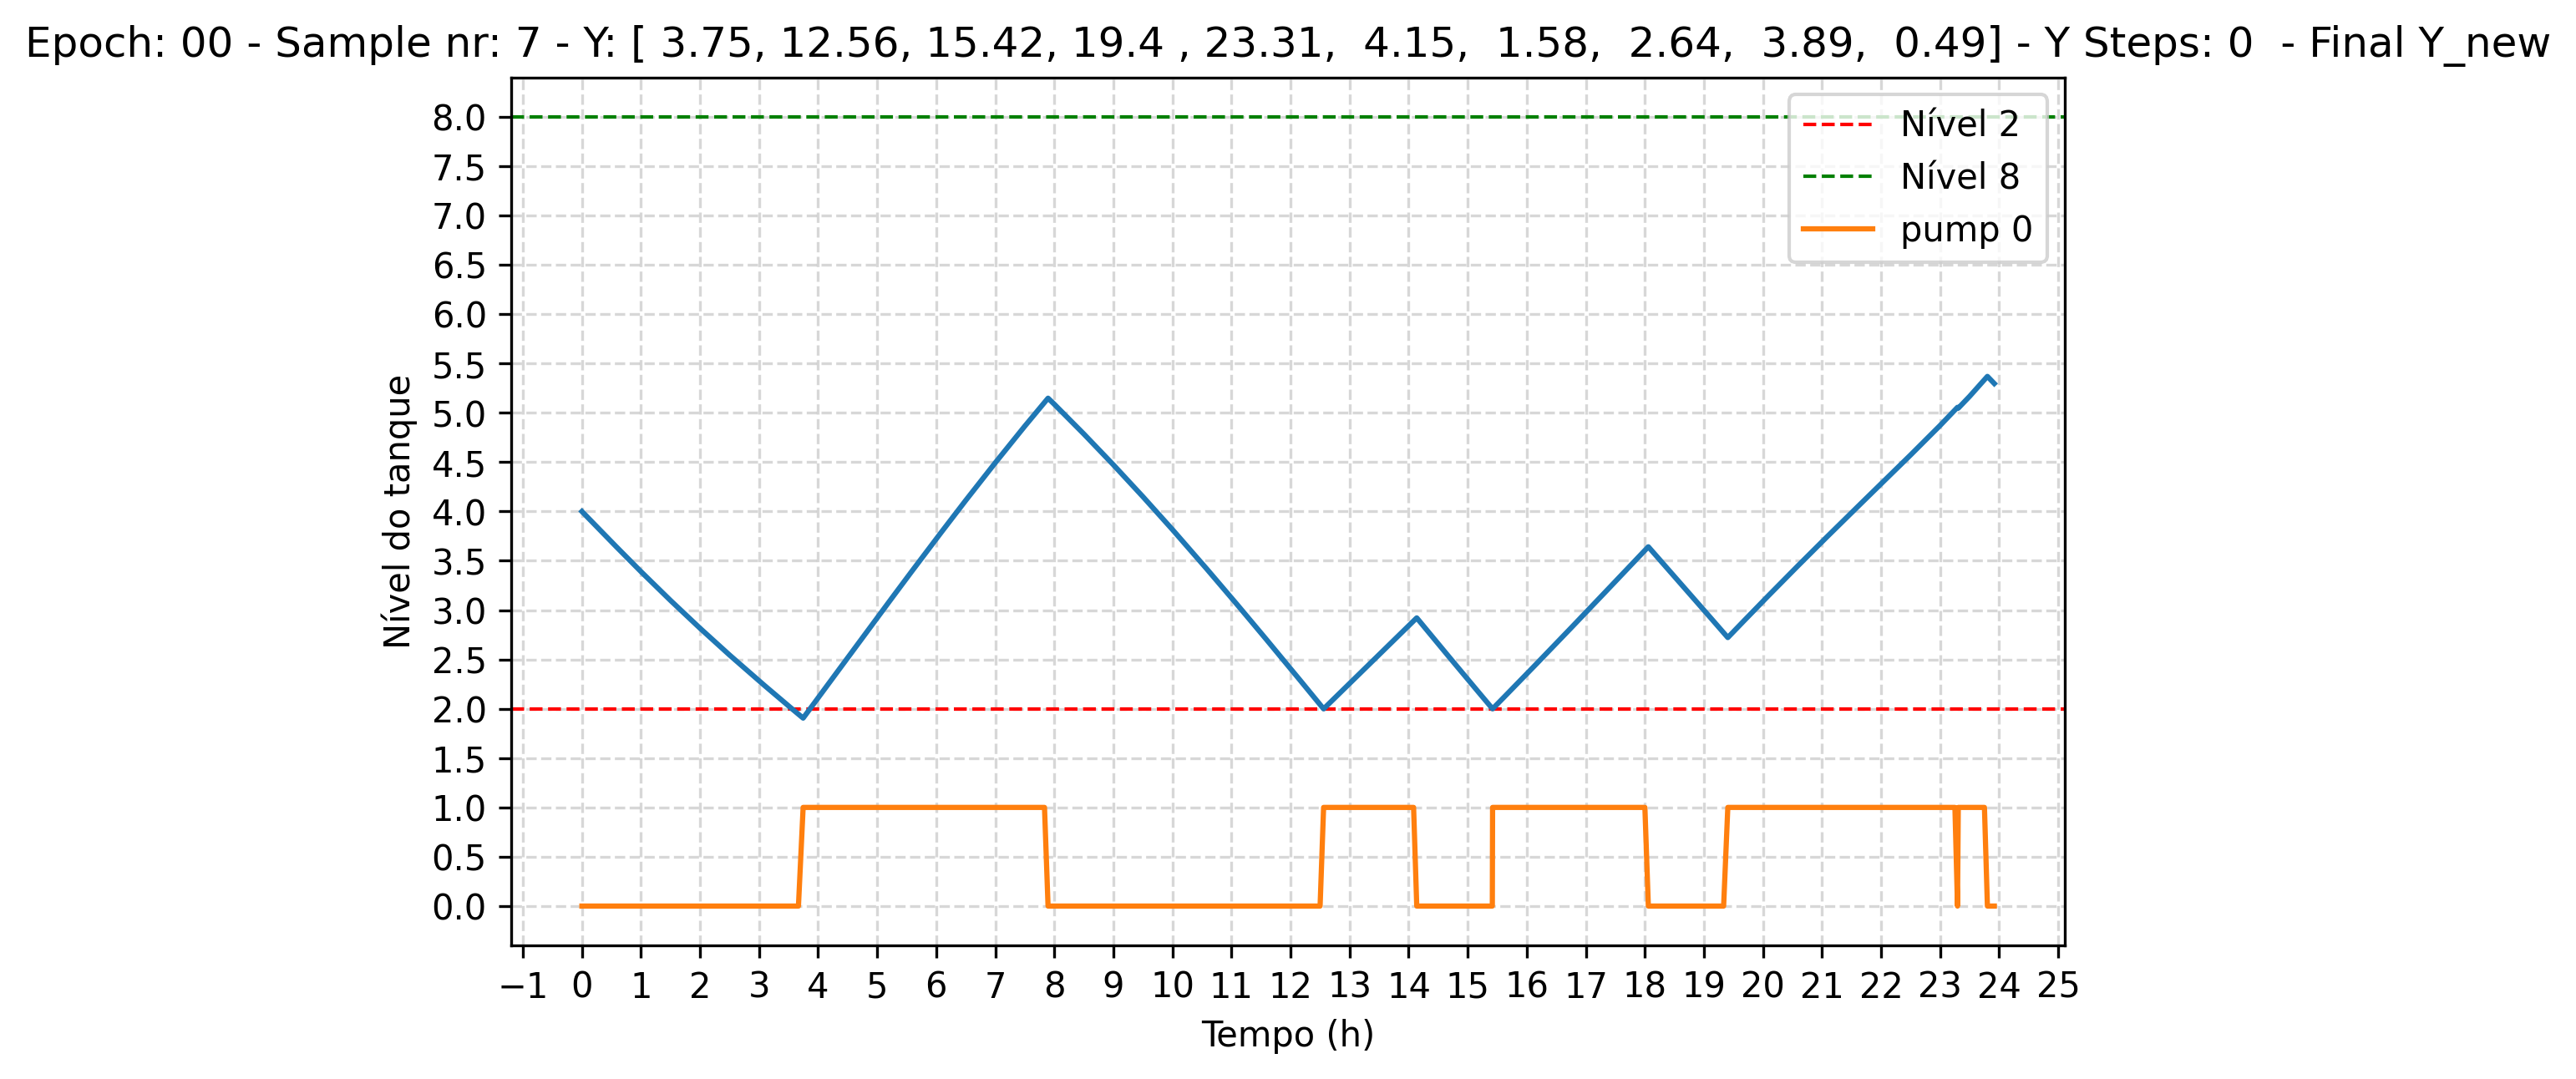 Epoch: 00 - Sample nr: 7 - Y: [ 3.75, 12.56, 15.42, 19.4 , 23.31,  4.15,  1.58,  2.64,  3.89,  0.49] - Y Steps: 0  - Final Y_new
8.0
7.5
7.0
6.5
6.0
5.5
5.0
4.5
4.0
3.5
3.0
2.5
2.0
1.5
1.0
0.5
0.0
Nível do tanque
Nível 2
Nível 8
pump 0
−1 0 1 2 3 4 5 6 7 8 9 10 11 12 13 14 15 16 17 18 19 20 21 22 23 24 25
Tempo (h)